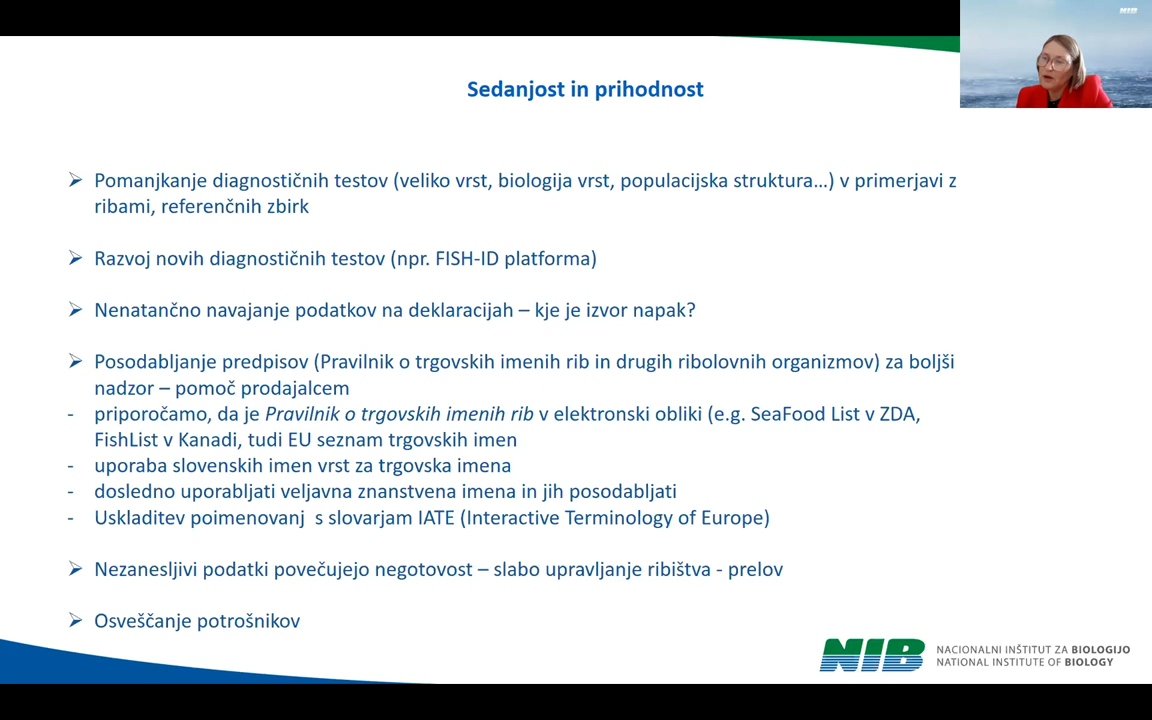 NIB
Sedanjost in prihodnost
➢ Pomanjkanje diagnostičnih testov (veliko vrst, biologija vrst, populacijska struktura…) v primerjavi z
ribami, referenčnih zbirk
➢ Razvoj novih diagnostičnih testov (npr. FISH-ID platforma)
➢ Nenatančno navajanje podatkov na deklaracijah – kje je izvor napak?
➢ Posodabljanje predpisov (Pravilnik o trgovskih imenih rib in drugih ribolovnih organizmov) za boljši
nadzor – pomoč prodajalcem
- priporočamo, da je Pravilnik o trgovskih imenih rib v elektronski obliki (e.g. SeaFood List v ZDA,
FishList v Kanadi, tudi EU seznam trgovskih imen
- uporaba slovenskih imen vrst za trgovska imena
- dosledno uporabljati veljavna znanstvena imena in jih posodabljati
- Uskladitev poimenovanj s slovarjam IATE (Interactive Terminology of Europe)
➢ Nezanesljivi podatki povečujejo negotovost – slabo upravljanje ribištva - prelov
➢ Osveščanje potrošnikov
NIB NACIONALNI INŠTITUT ZA BIOLOGIJO
NATIONAL INSTITUTE OF BIOLOGY